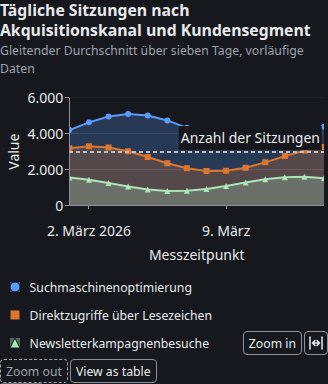 Tägliche Sitzungen nach
Akquisitionskanal und Kundensegment
Gleitender Durchschnitt über sieben Tage, vorläufige
Daten
6.000
4.000
2.000
0
Value
Anzahl der Sitzungen
2. März 2026
9. März
Messzeitpunkt
Suchmaschinenoptimierung
Direktzugriffe über Lesezeichen
Newsletterkampagnenbesuche
Zoom in
Zoom out
View as table